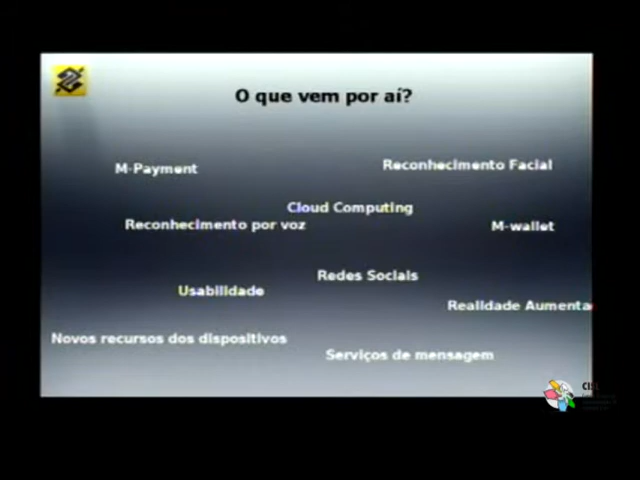 O que vem por aí?
M-Payment
Reconhecimento Facial
Cloud Computing
Reconhecimento por voz
M-wallet
Redes Sociais
Usabilidade
Realidade Aumenta
Novos recursos dos dispositivos
Serviços de mensagem